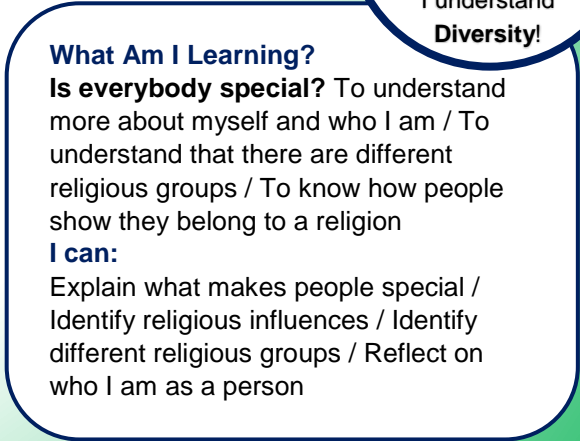 I understand
Diversity!
What Am I Learning?
Is everybody special? To understand
more about myself and who I am / To
understand that there are different
religious groups / To know how people
show they belong to a religion
I can:
Explain what makes people special /
Identify religious influences / Identify
different religious groups / Reflect on
who I am as a person